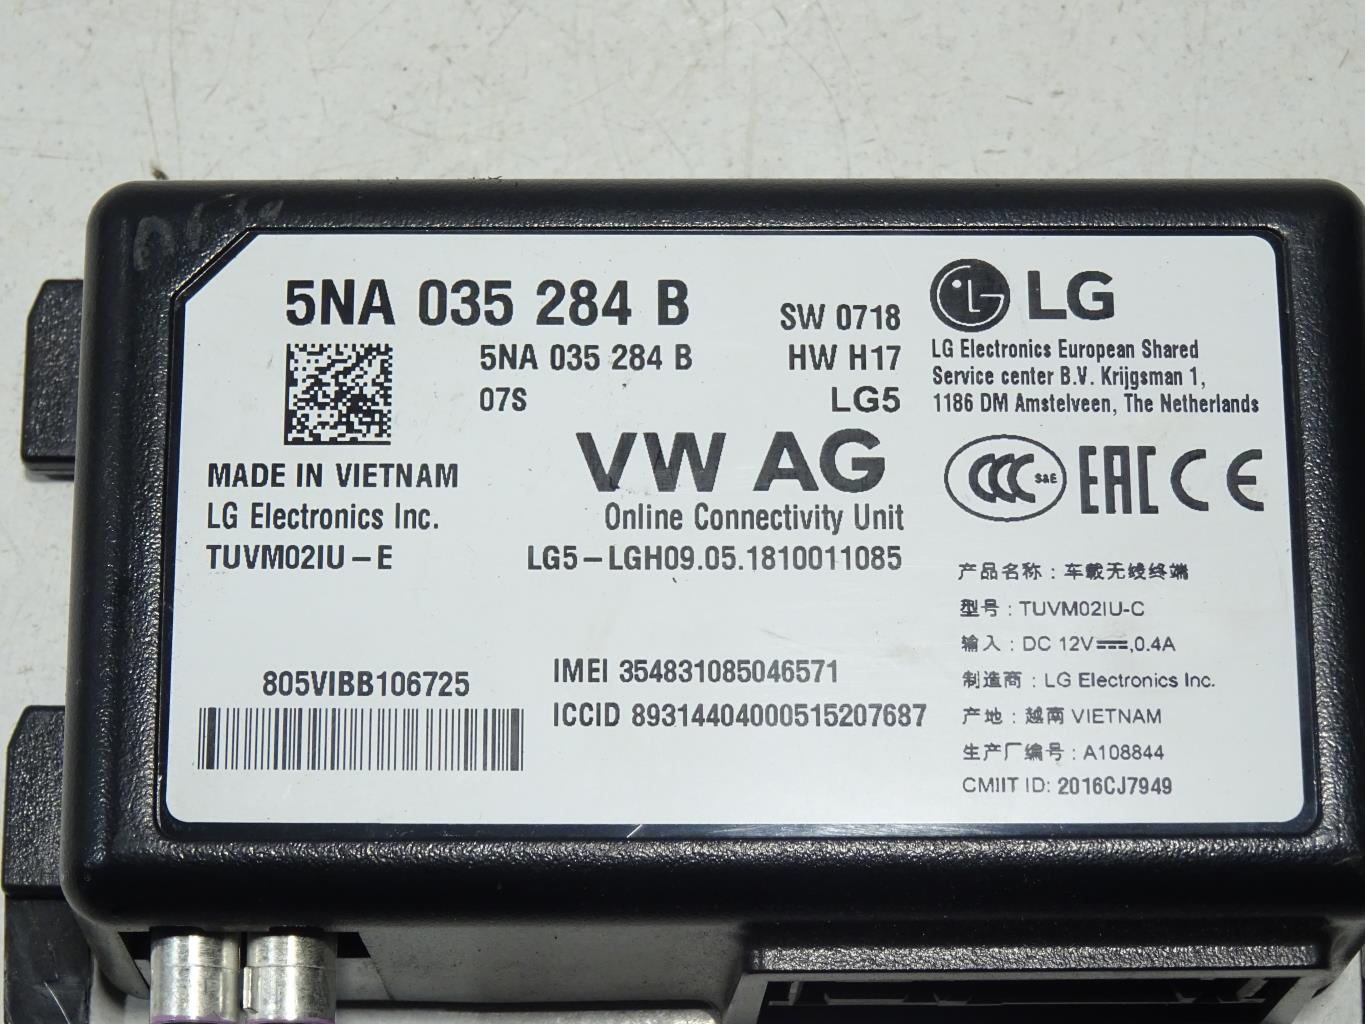 5NA 035 284 B
5NA 035 284 B
07S
SW 0718
HW H17
LG5
LG
LG Electronics European Shared
Service center B.V. Krijgsman 1,
1186 DM Amstelveen, The Netherlands
MADE IN VIETNAM
LG Electronics Inc.
TUVM02IU-E
VW AG
Online Connectivity Unit
LG5-LGH09.05.1810011085
CCC S&E EAC CE
805VIBB106725
IMEI 354831085046571
ICCID 89314404000515207687
产品名称: 车载无线终端
型号: TUVM02IU-C
输入: DC 12V⎓,0.4A
制造商: LG Electronics Inc.
产地: 越南 VIETNAM
生产厂编号: A108844
CMIIT ID: 2016CJ7949